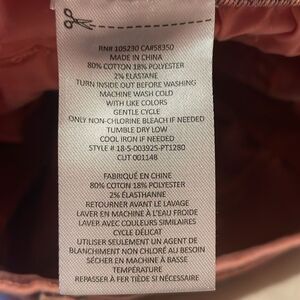 RN# 105230 CA#58350
MADE IN CHINA
80% COTTON 18% POLYESTER
2% ELASTANE
TURN INSIDE OUT BEFORE WASHING
MACHINE WASH COLD
WITH LIKE COLORS
GENTLE CYCLE
ONLY NON-CHLORINE BLEACH IF NEEDED
TUMBLE DRY LOW
COOL IRON IF NEEDED
STYLE # 18-S-003925-PT1280
CUT 001148
FABRIQUÉ EN CHINE
80% COTTON 18% POLYESTER
2% ÉLASTHANNE
RETOURNER AVANT LE LAVAGE
LAVER EN MACHINE À L'EAU FROIDE
LAVER AVEC COULEURS SIMILAIRES
CYCLE DÉLICAT
UTILISER SEULEMENT UN AGENT DE
BLANCHIMENT NON CHLORÉ AU BESOIN
SÉCHER EN MACHINE À BASSE
TEMPÉRATURE
REPASSER À FER TIÈDE SI NÉCESSAIRE